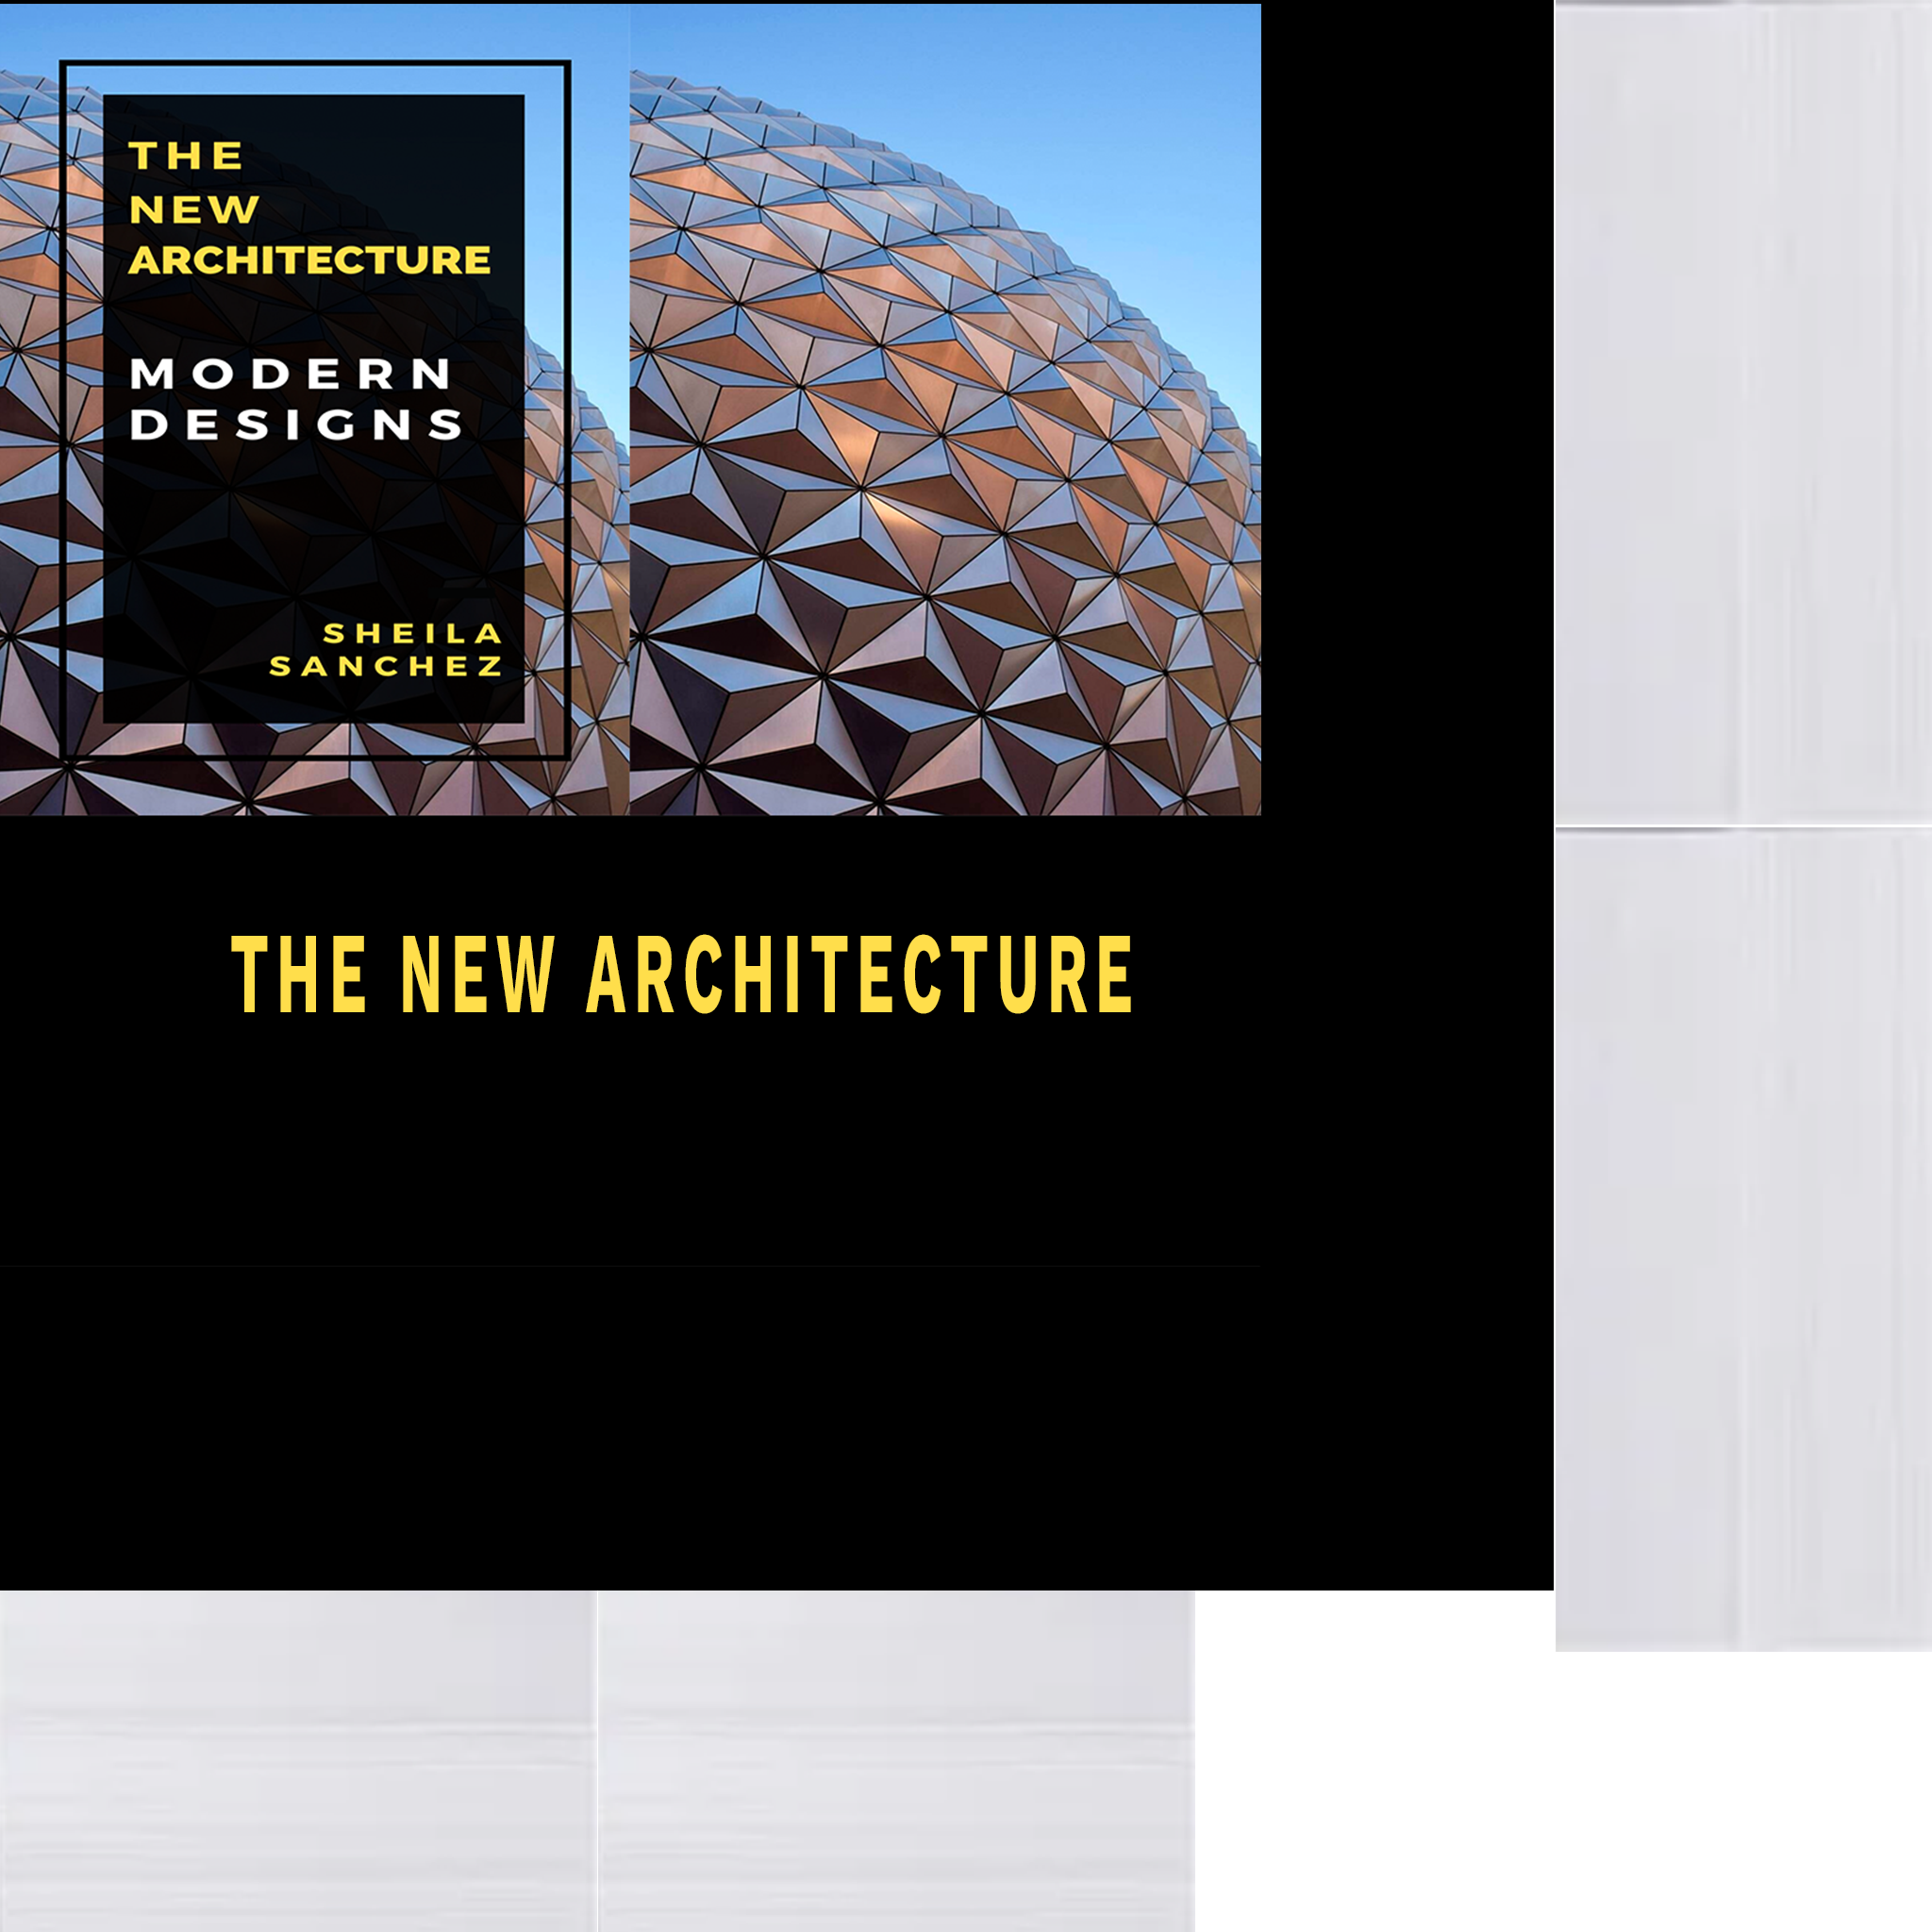 THE
NEW
ARCHITECTURE
MODERN
DESIGNS
SHEILA
SANCHEZ
THE NEW ARCHITECTURE